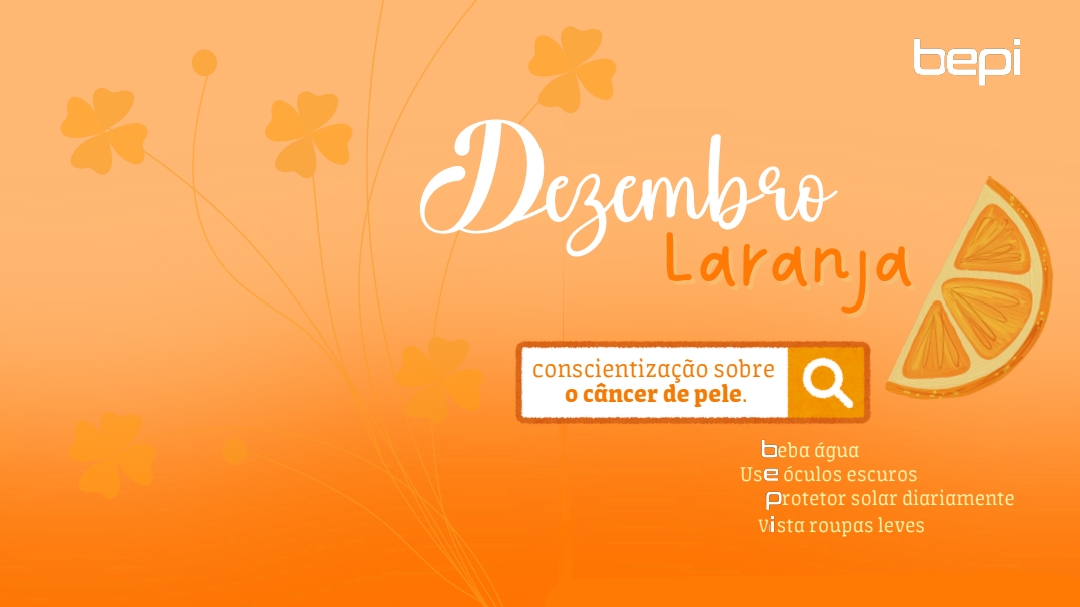 bepi
Dezembro
Laranja
conscientização sobre
o câncer de pele.
beba água
Use óculos escuros
Protetor solar diariamente
Vista roupas leves